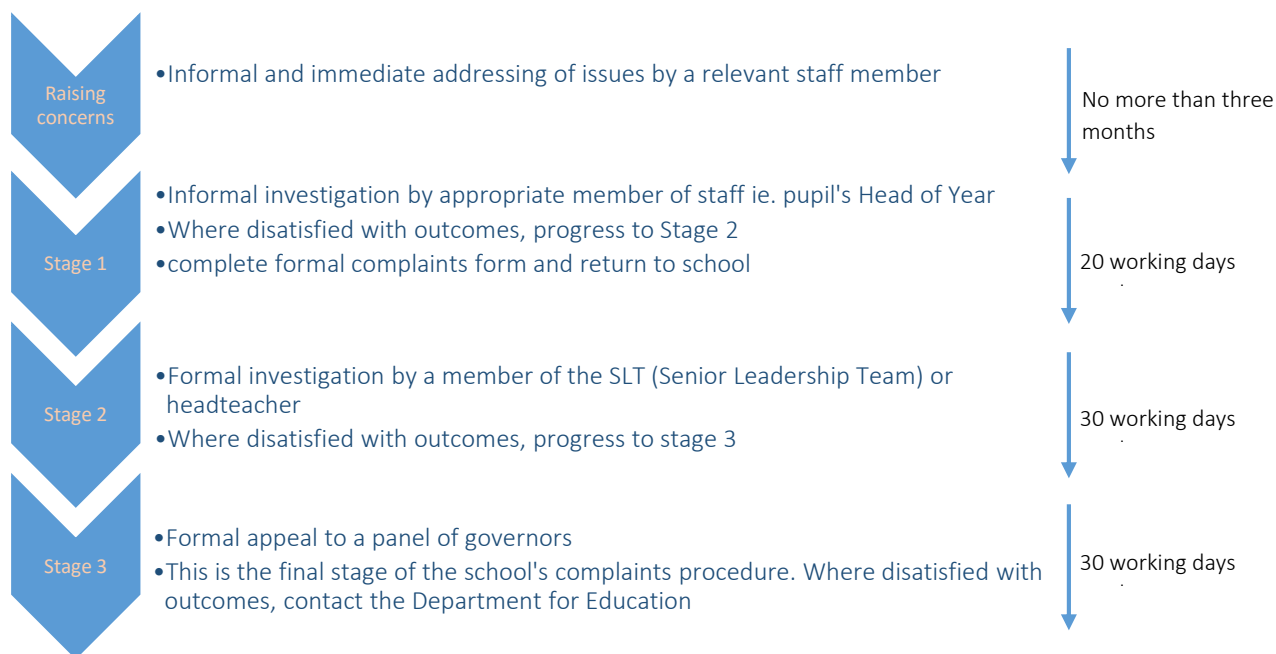 Raising
concerns
•Informal and immediate addressing of issues by a relevant staff member
No more than three
months
Stage 1
•Informal investigation by appropriate member of staff ie. pupil's Head of Year
•Where disatisfied with outcomes, progress to Stage 2
•complete formal complaints form and return to school
20 working days
Stage 2
•Formal investigation by a member of the SLT (Senior Leadership Team) or
headteacher
•Where disatisfied with outcomes, progress to stage 3
30 working days
Stage 3
•Formal appeal to a panel of governors
•This is the final stage of the school's complaints procedure. Where disatisfied with
outcomes, contact the Department for Education
30 working days